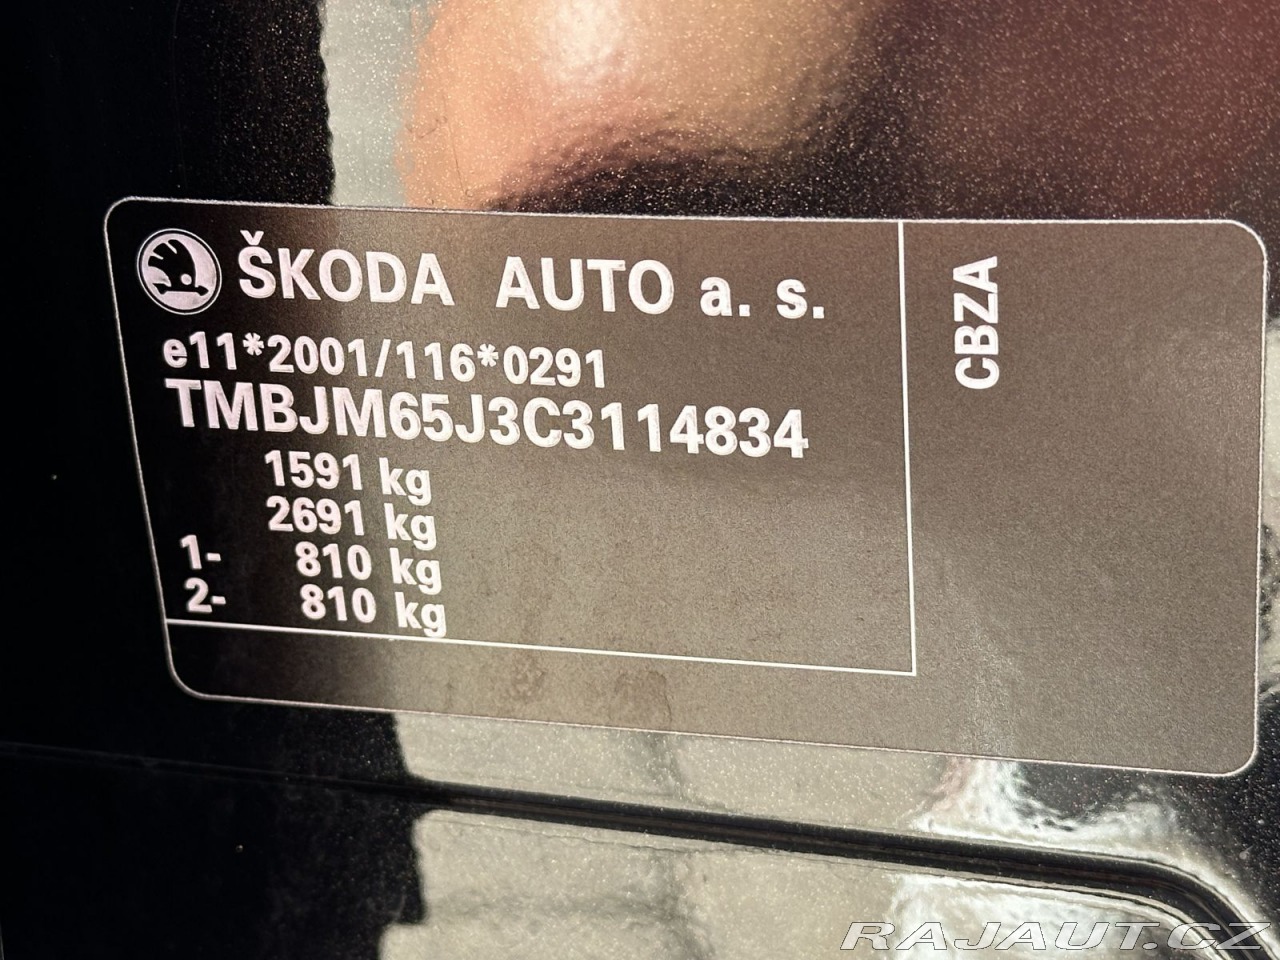 ŠKODA AUTO a. s.
e11*2001/116*0291
TMBJM65J3C3114834
1591 kg
2691 kg
1- 810 kg
2- 810 kg
CBZA
RAJAUT.CZ